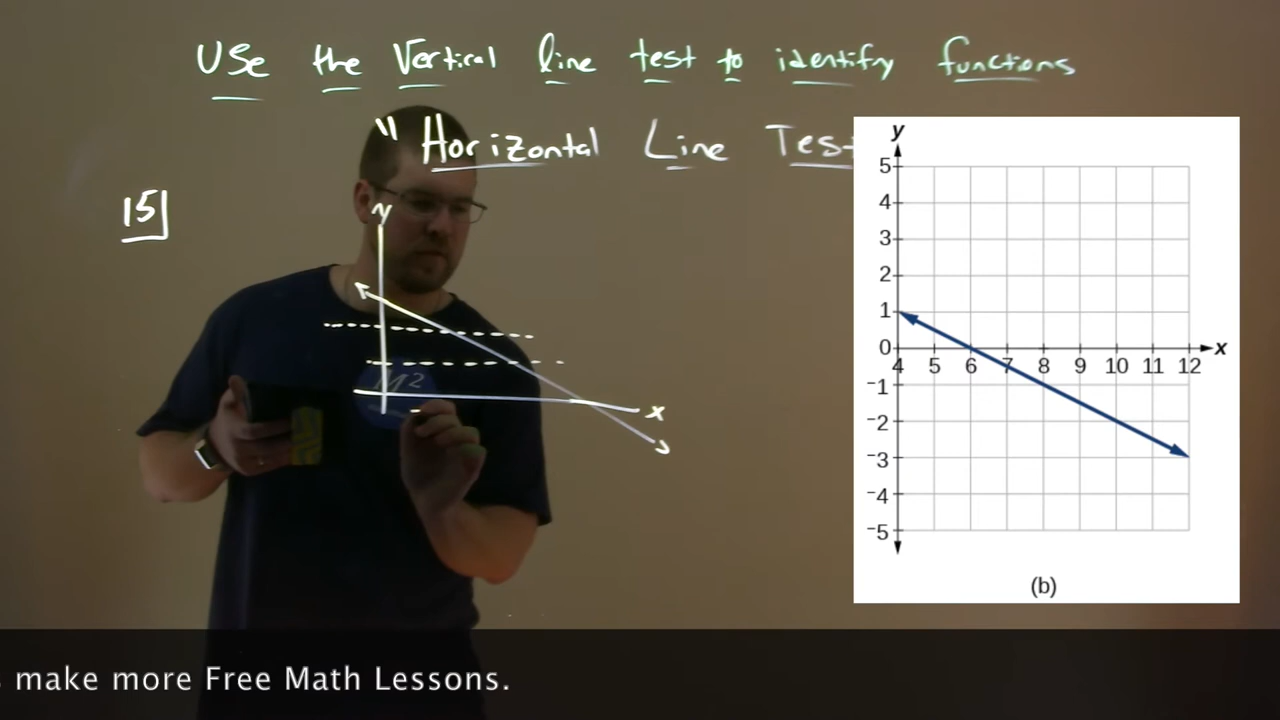 Use the Vertical line test to identify functions
" Horizontal Line Test
15
y
x
M²
y
5
4
3
2
1
0
-1
-2
-3
-4
-5
4 5 6 7 8 9 10 11 12
x
(b)
make more Free Math Lessons.